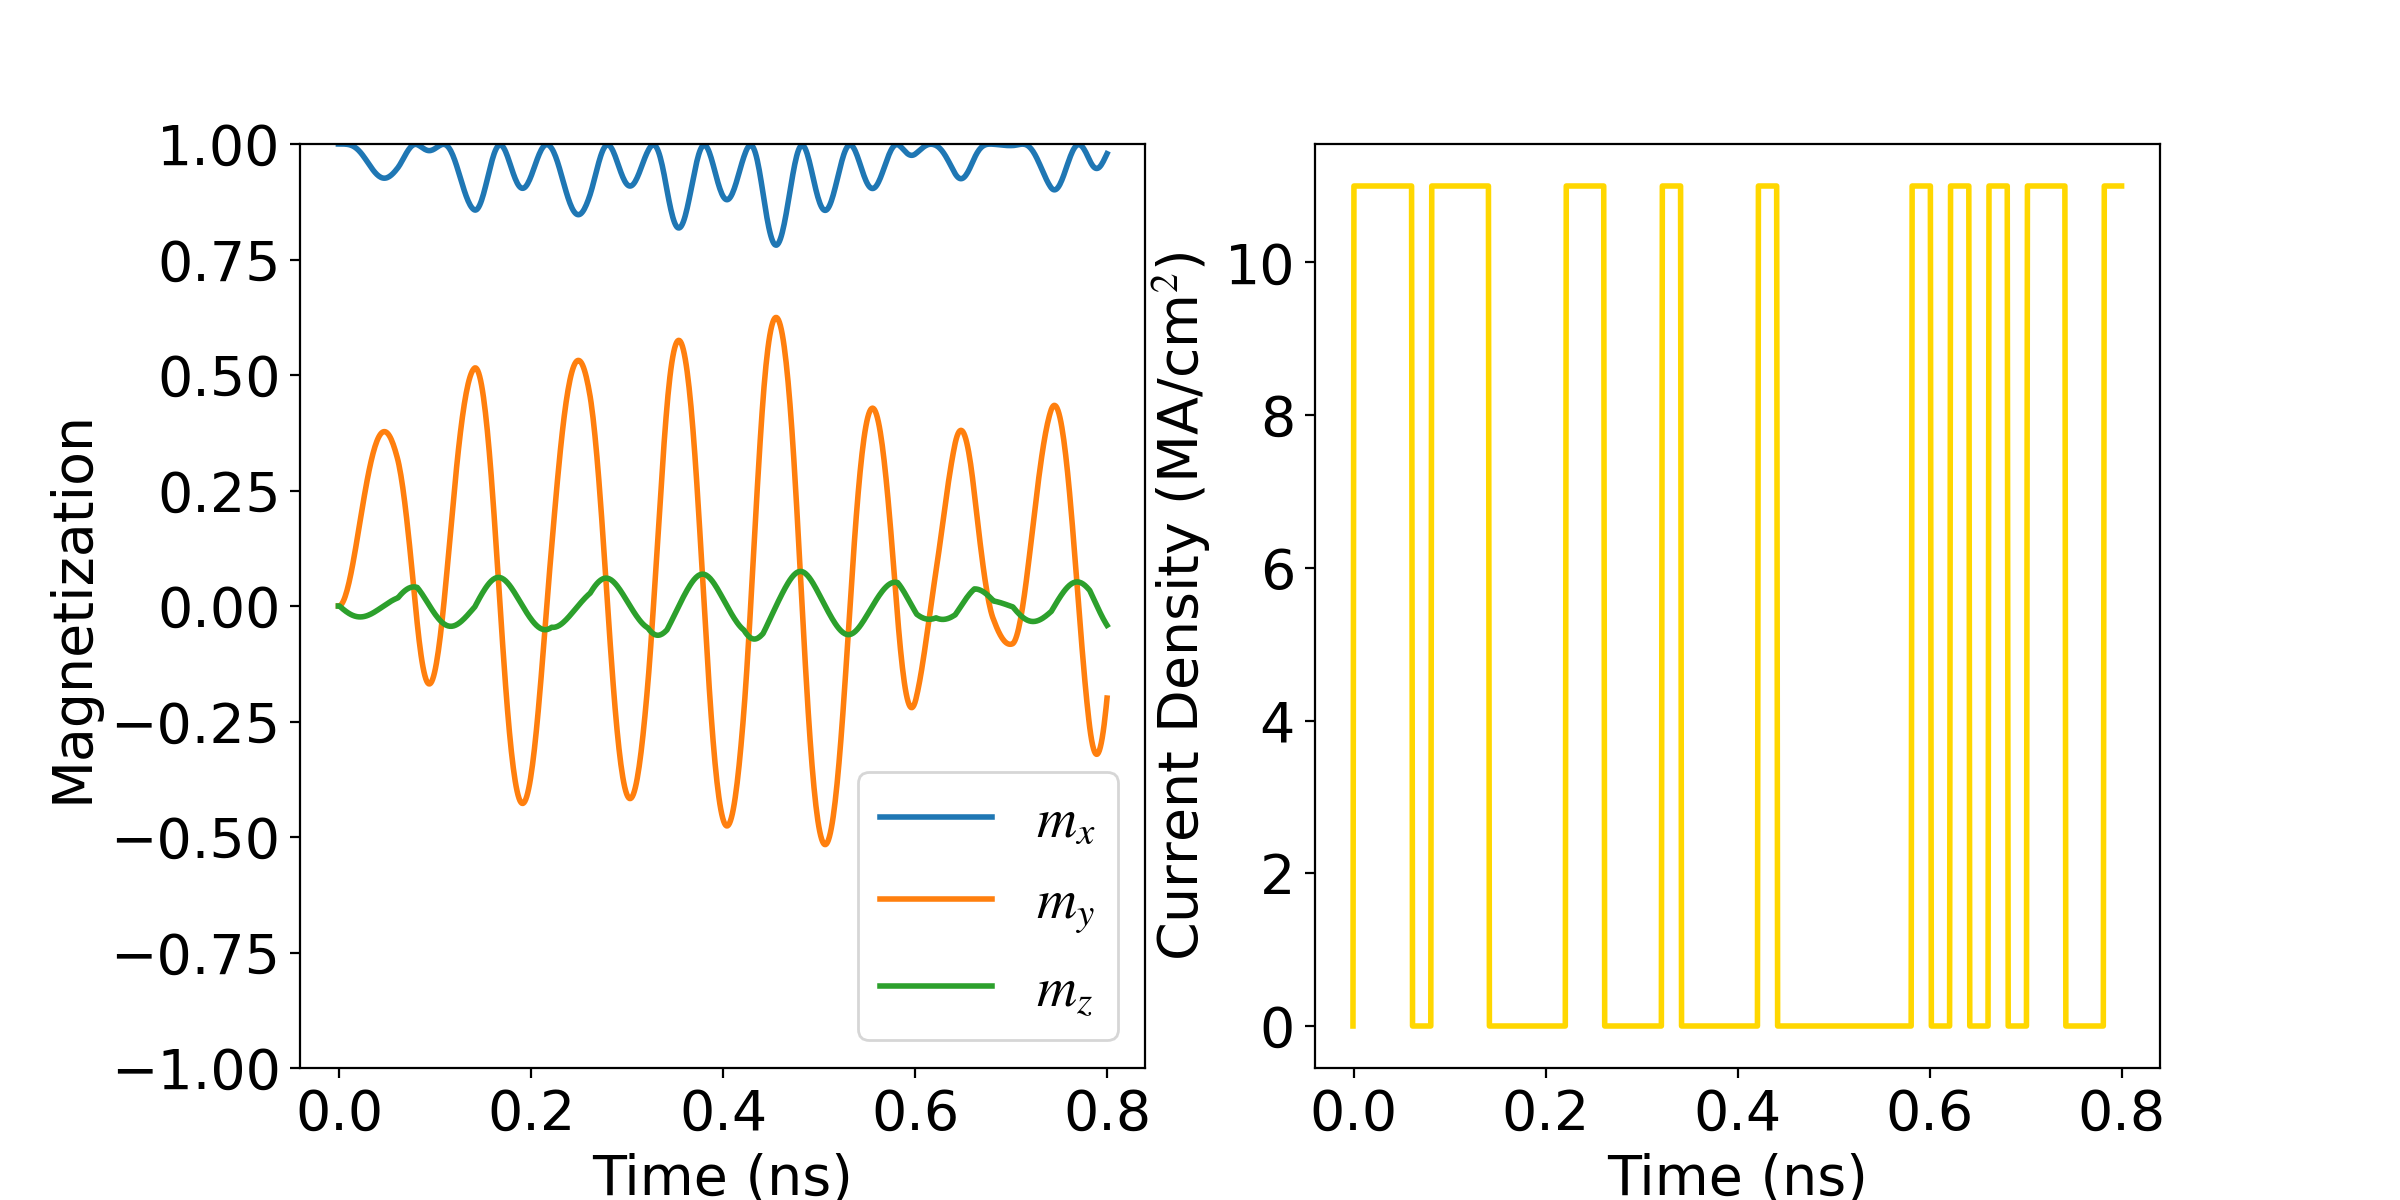 1.00
0.75
0.50
0.25
0.00
−0.25
−0.50
−0.75
−1.00
Magnetization
0.0 0.2 0.4 0.6 0.8
Time (ns)
m_x
m_y
m_z
Current Density (MA/cm²)
10
8
6
4
2
0
0.0 0.2 0.4 0.6 0.8
Time (ns)